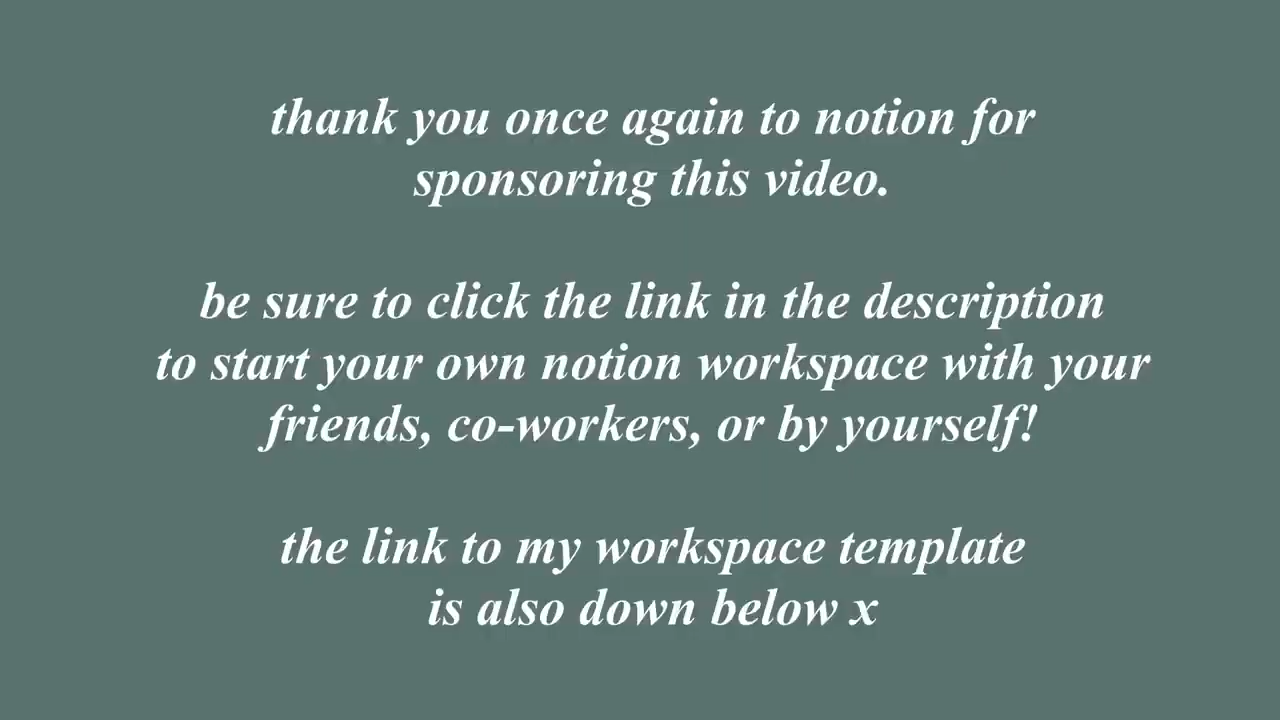 thank you once again to notion for
sponsoring this video.
be sure to click the link in the description
to start your own notion workspace with your
friends, co-workers, or by yourself!
the link to my workspace template
is also down below x